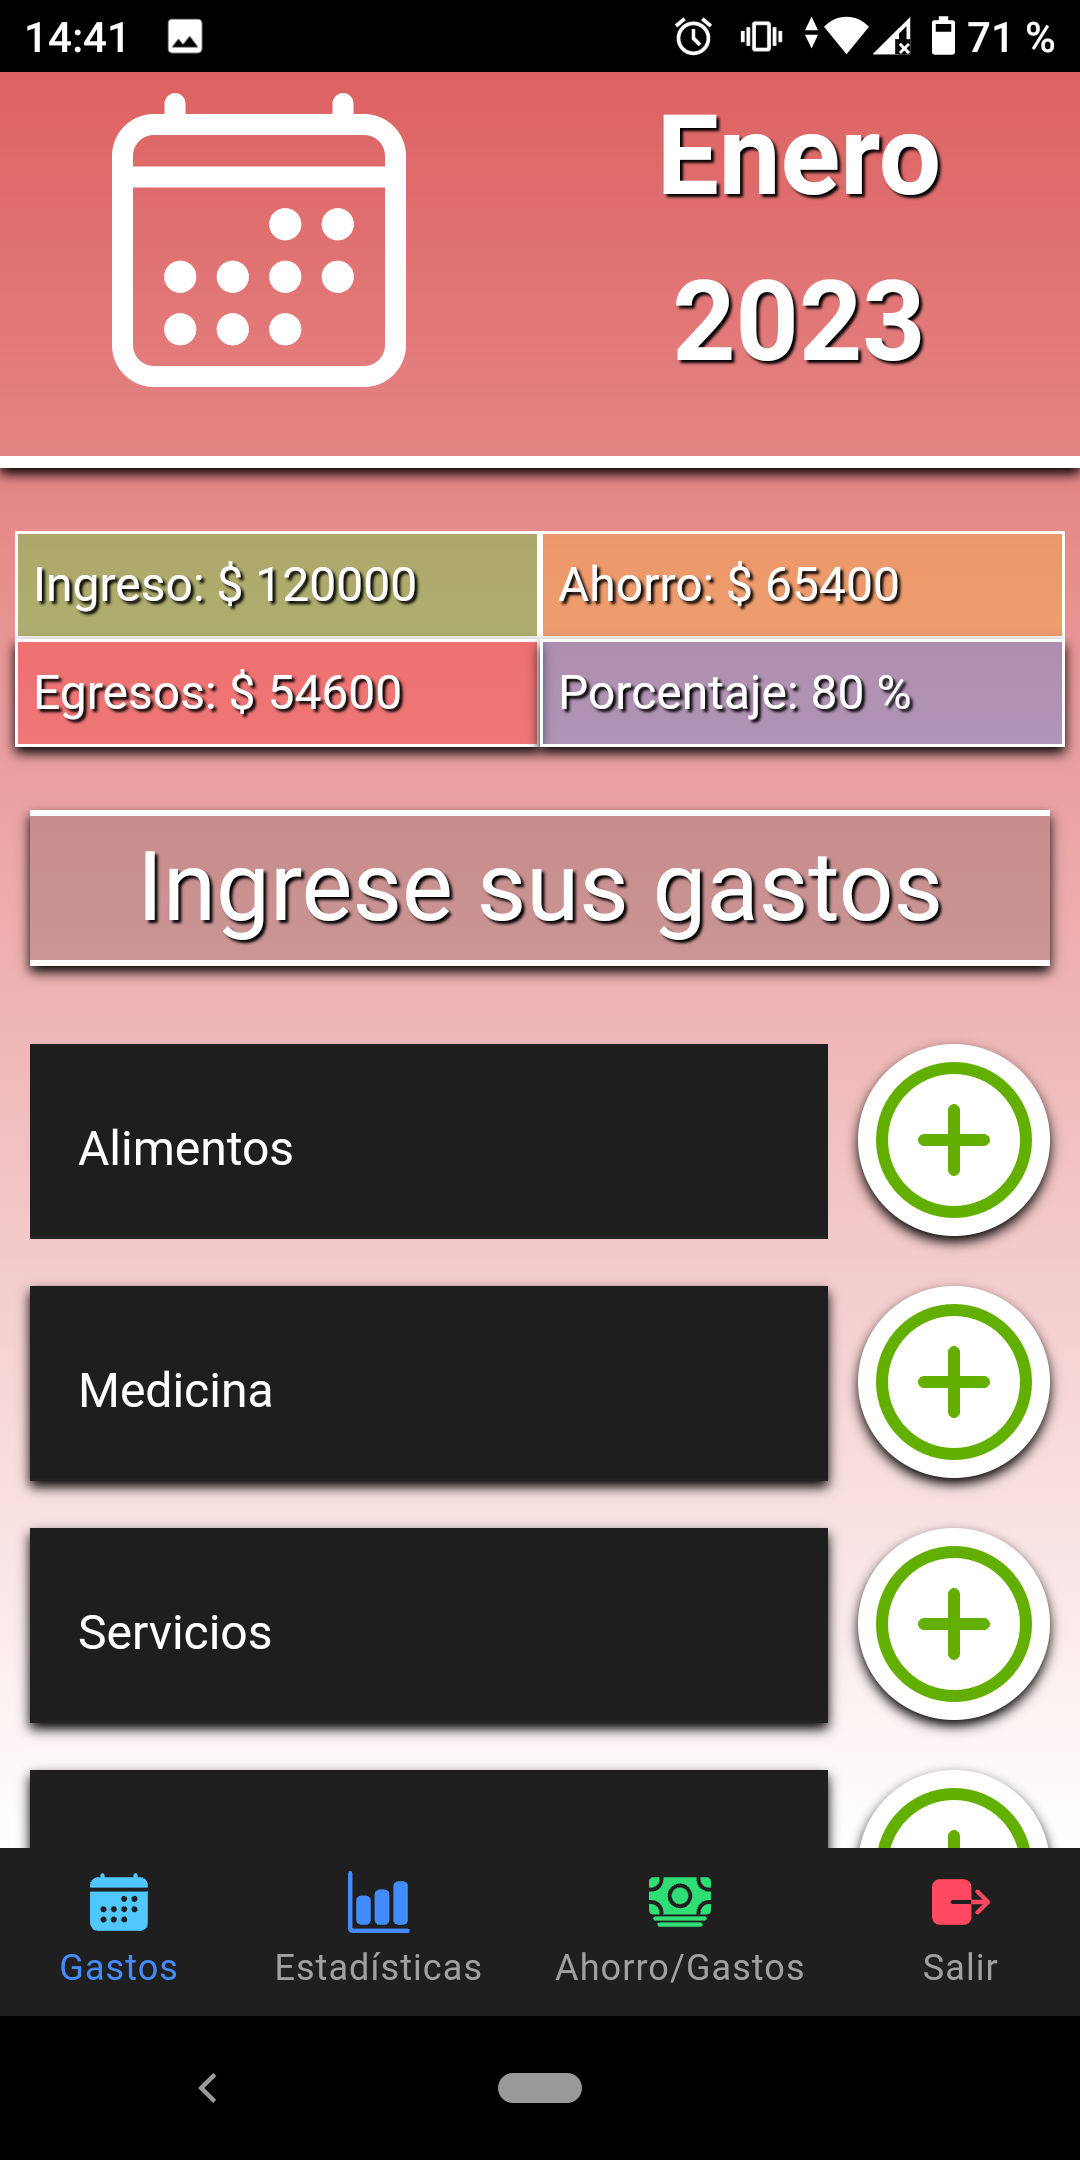 14:41
71 %
Enero
2023
Ingreso: $ 120000
Ahorro: $ 65400
Egresos: $ 54600
Porcentaje: 80 %
Ingrese sus gastos
Alimentos
Medicina
Servicios
Gastos
Estadísticas
Ahorro/Gastos
Salir